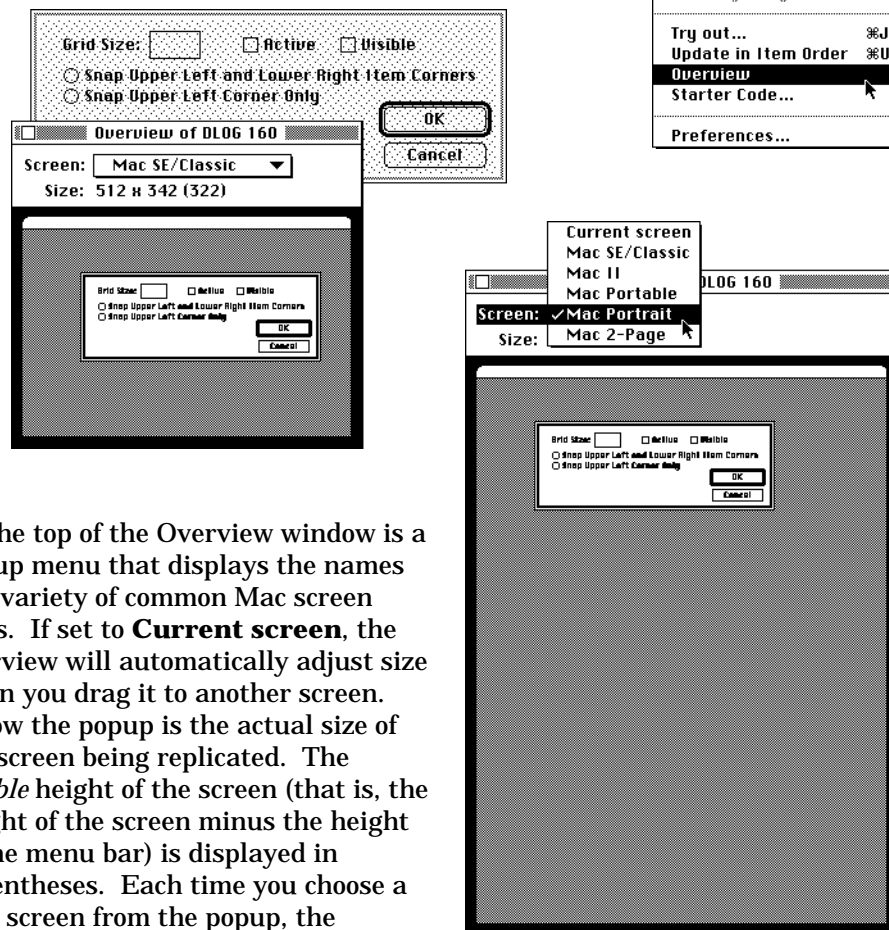 Grid Size:
Active
Visible
Snap Upper Left and Lower Right Item Corners
Snap Upper Left Corner Only
OK
Cancel
Try out... ⌘J
Update in Item Order ⌘U
Overview
Starter Code...
Preferences...
Overview of DLOG 160
Screen: Mac SE/Classic
Size: 512 x 342 (322)
Grid Size:
Active
Visible
Snap Upper Left and Lower Right Item Corners
Snap Upper Left Corner Only
OK
Cancel
Current screen
Mac SE/Classic
Mac II
Mac Portable
Screen: ✓Mac Portrait
Mac 2-Page
DLOG 160
Size:
Grid Size:
Active
Visible
Snap Upper Left and Lower Right Item Corners
Snap Upper Left Corner Only
OK
Cancel
he top of the Overview window is a
up menu that displays the names
variety of common Mac screen
s. If set to Current screen, the
rview will automatically adjust size
n you drag it to another screen.
ow the popup is the actual size of
screen being replicated. The
ble height of the screen (that is, the
ght of the screen minus the height
he menu bar) is displayed in
entheses. Each time you choose a
screen from the popup, the